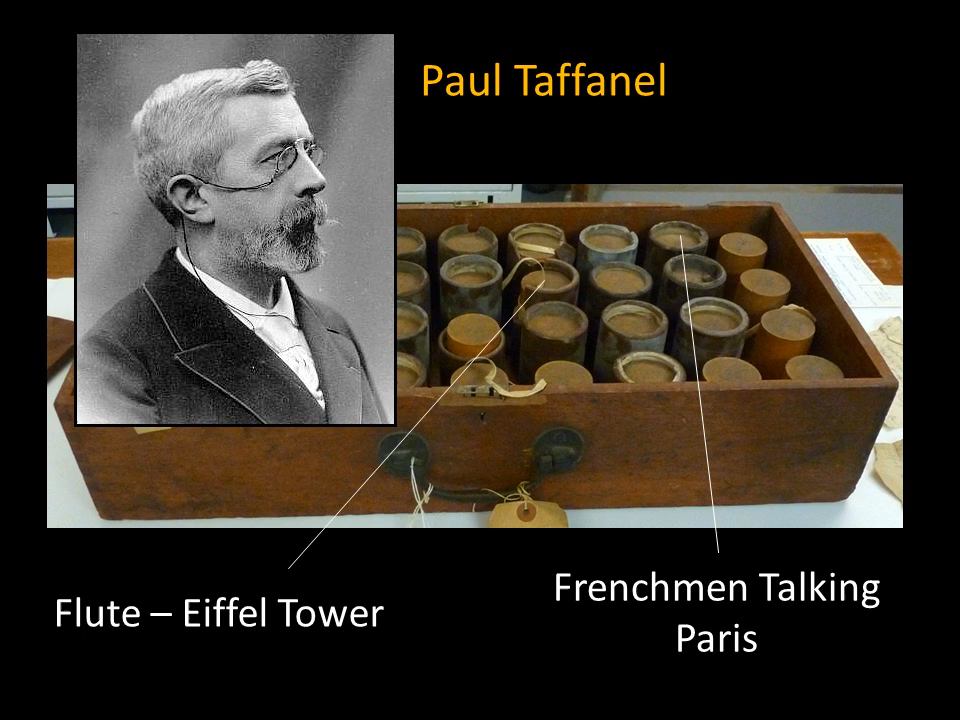 Paul Taffanel
Flute – Eiffel Tower
Frenchmen Talking
Paris